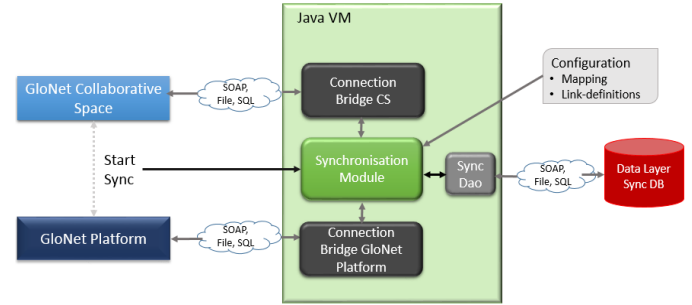 Java VM
GloNet Collaborative
Space
SOAP,
File, SQL
Connection
Bridge CS
Configuration
• Mapping
• Link-definitions
Start
Sync
Synchronisation
Module
Sync
Dao
SOAP,
File, SQL
Data Layer
Sync DB
GloNet Platform
SOAP,
File, SQL
Connection
Bridge GloNet
Platform